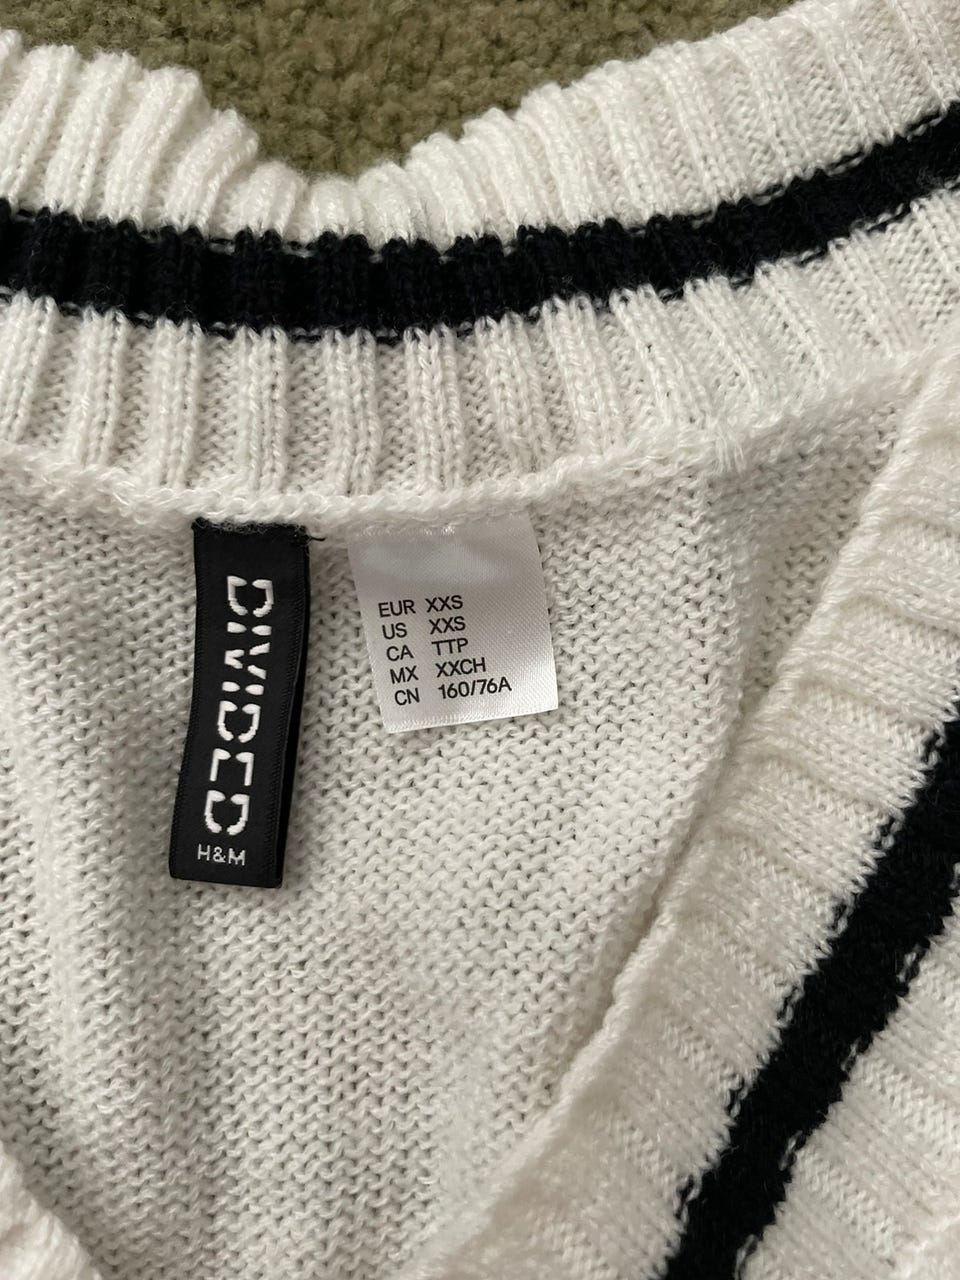 DIVIDED
H&M
EUR XXS
US XXS
CA TTP
MX XXCH
CN 160/76A